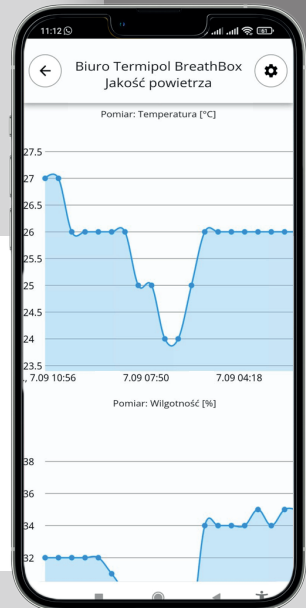 11:12
Biuro Termipol BreathBox
Jakość powietrza
Pomiar: Temperatura [°C]
27.5
27
26.5
26
25.5
25
24.5
24
23.5
., 7.09 10:56 7.09 07:50 7.09 04:18
Pomiar: Wilgotność [%]
38
36
34
32